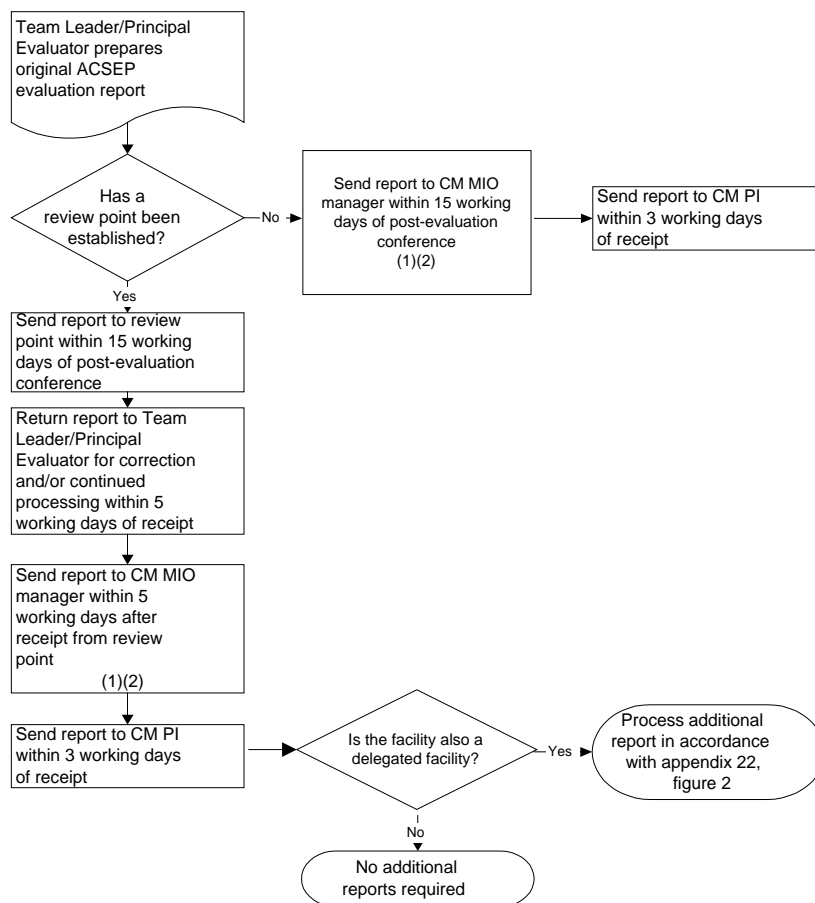 Team Leader/Principal
Evaluator prepares
original ACSEP
evaluation report
Has a
review point been
established?
No
Send report to CM MIO
manager within 15 working
days of post-evaluation
conference
(1)(2)
Send report to CM PI
within 3 working days
of receipt
Yes
Send report to review
point within 15 working
days of post-evaluation
conference
Return report to Team
Leader/Principal
Evaluator for correction
and/or continued
processing within 5
working days of receipt
Send report to CM MIO
manager within 5
working days after
receipt from review
point
(1)(2)
Send report to CM PI
within 3 working days
of receipt
Is the facility also a
delegated facility?
Yes
Process additional
report in accordance
with appendix 22,
figure 2
No
No additional
reports required